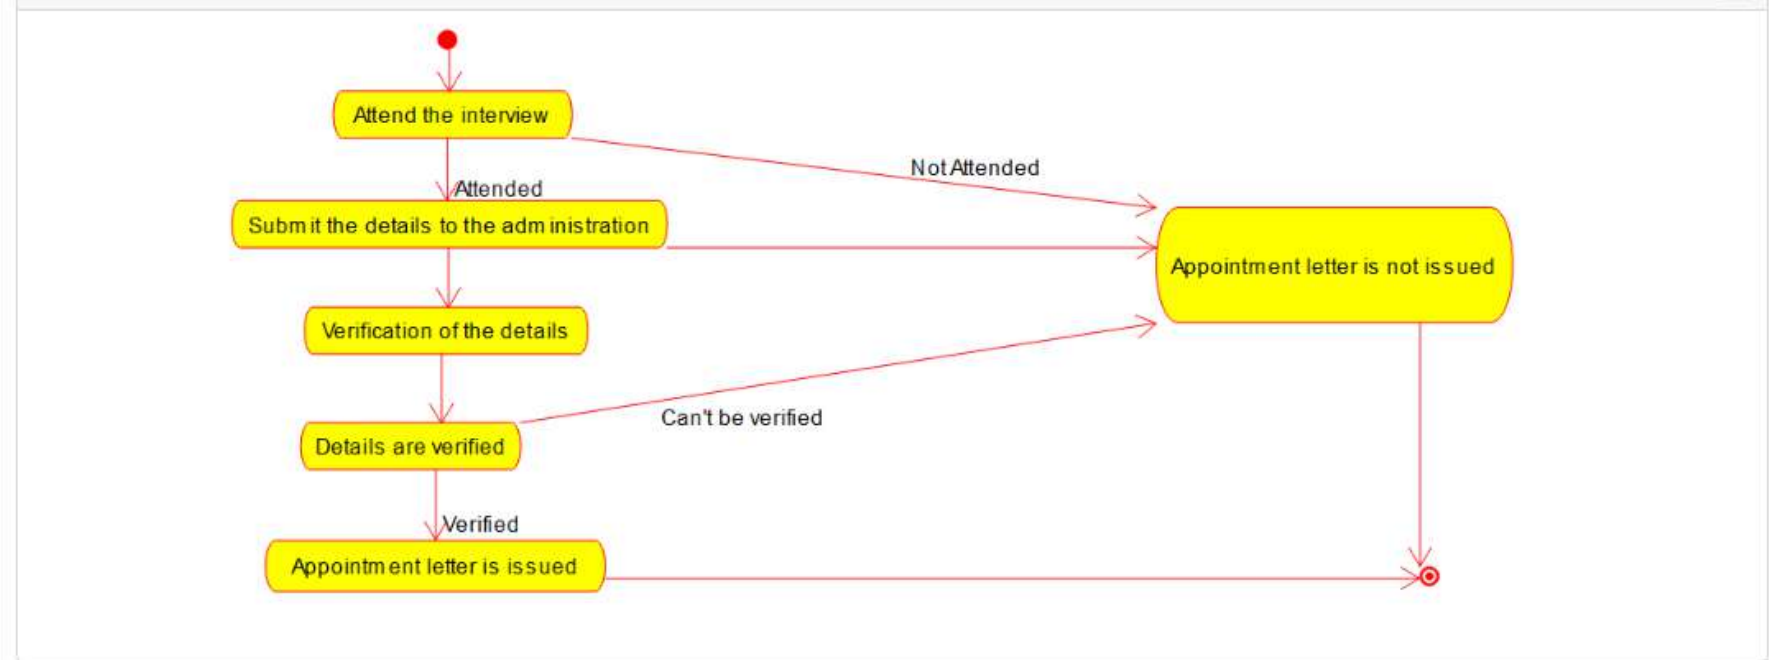 Attend the interview
Not Attended
Attended
Submit the details to the administration
Appointment letter is not issued
Verification of the details
Can't be verified
Details are verified
Verified
Appointment letter is issued